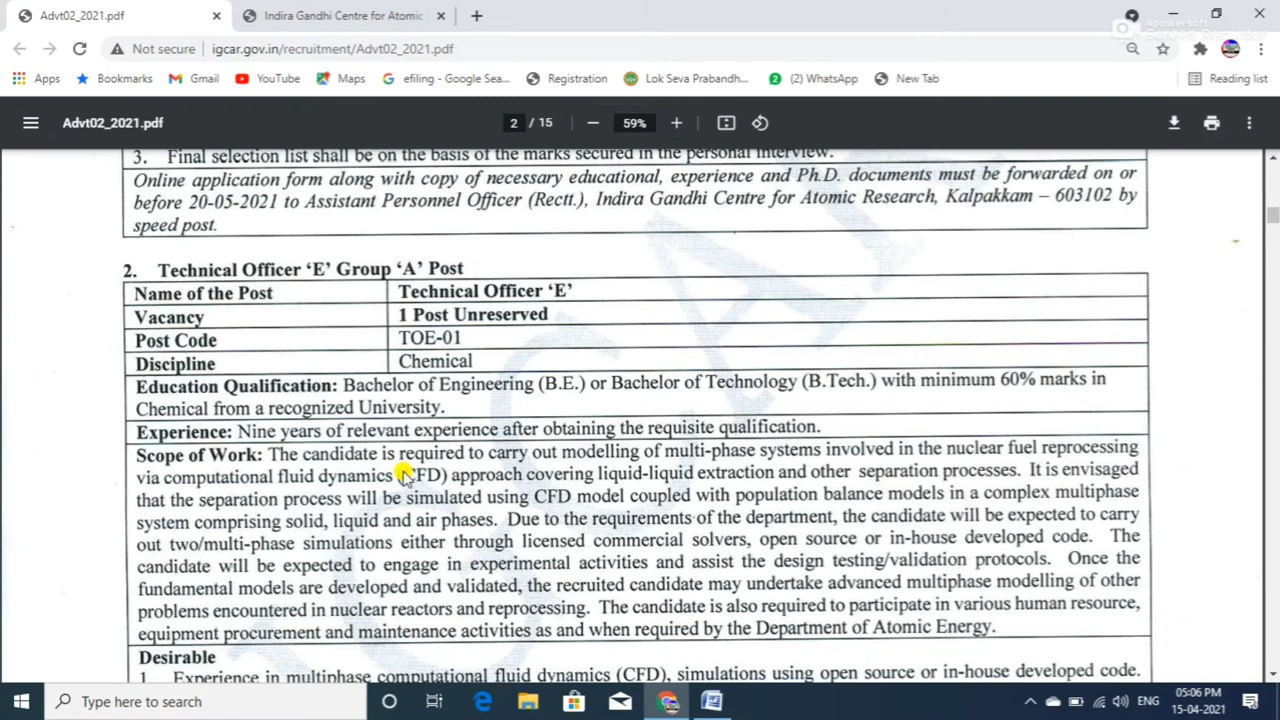 Advt02_2021.pdf
Indira Gandhi Centre for Atomic
Apowersoft
Screen Recorder
Not secure | igcar.gov.in/recruitment/Advt02_2021.pdf
Apps Bookmarks Gmail YouTube Maps efiling - Google Sea... Registration Lok Seva Prabandh... (2) WhatsApp New Tab Reading list
Advt02_2021.pdf 2 / 15 59%
3. Final selection list shall be on the basis of the marks secured in the personal interview.
Online application form along with copy of necessary educational, experience and Ph.D. documents must be forwarded on or
before 20-05-2021 to Assistant Personnel Officer (Rectt.), Indira Gandhi Centre for Atomic Research, Kalpakkam – 603102 by
speed post.
2. Technical Officer ‘E’ Group ‘A’ Post
Name of the Post Technical Officer ‘E’
Vacancy 1 Post Unreserved
Post Code TOE-01
Discipline Chemical
Education Qualification: Bachelor of Engineering (B.E.) or Bachelor of Technology (B.Tech.) with minimum 60% marks in
Chemical from a recognized University.
Experience: Nine years of relevant experience after obtaining the requisite qualification.
Scope of Work: The candidate is required to carry out modelling of multi-phase systems involved in the nuclear fuel reprocessing
via computational fluid dynamics (CFD) approach covering liquid-liquid extraction and other separation processes. It is envisaged
that the separation process will be simulated using CFD model coupled with population balance models in a complex multiphase
system comprising solid, liquid and air phases. Due to the requirements of the department, the candidate will be expected to carry
out two/multi-phase simulations either through licensed commercial solvers, open source or in-house developed code. The
candidate will be expected to engage in experimental activities and assist the design testing/validation protocols. Once the
fundamental models are developed and validated, the recruited candidate may undertake advanced multiphase modelling of other
problems encountered in nuclear reactors and reprocessing. The candidate is also required to participate in various human resource,
equipment procurement and maintenance activities as and when required by the Department of Atomic Energy.
Desirable
1. Experience in multiphase computational fluid dynamics (CFD), simulations using open source or in-house developed code.
IGCAR
Type here to search
ENG
05:06 PM
15-04-2021